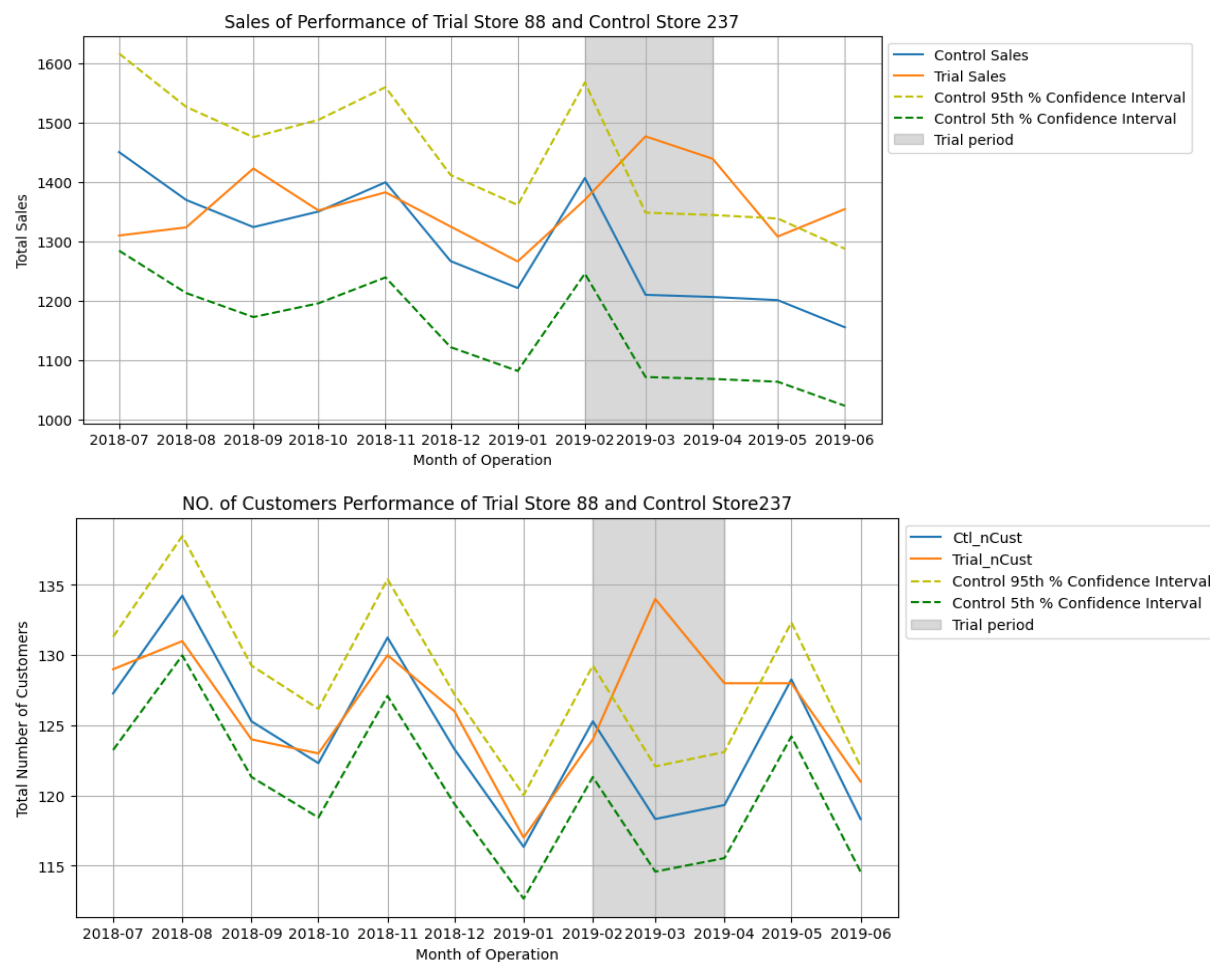 Sales of Performance of Trial Store 88 and Control Store 237
Control Sales
Trial Sales
Control 95th % Confidence Interval
Control 5th % Confidence Interval
Trial period
Total Sales
1600
1500
1400
1300
1200
1100
1000
2018-07 2018-08 2018-09 2018-10 2018-11 2018-12 2019-01 2019-02 2019-03 2019-04 2019-05 2019-06
Month of Operation
NO. of Customers Performance of Trial Store 88 and Control Store237
Ctl_nCust
Trial_nCust
Control 95th % Confidence Interval
Control 5th % Confidence Interval
Trial period
Total Number of Customers
135
130
125
120
115
2018-07 2018-08 2018-09 2018-10 2018-11 2018-12 2019-01 2019-02 2019-03 2019-04 2019-05 2019-06
Month of Operation